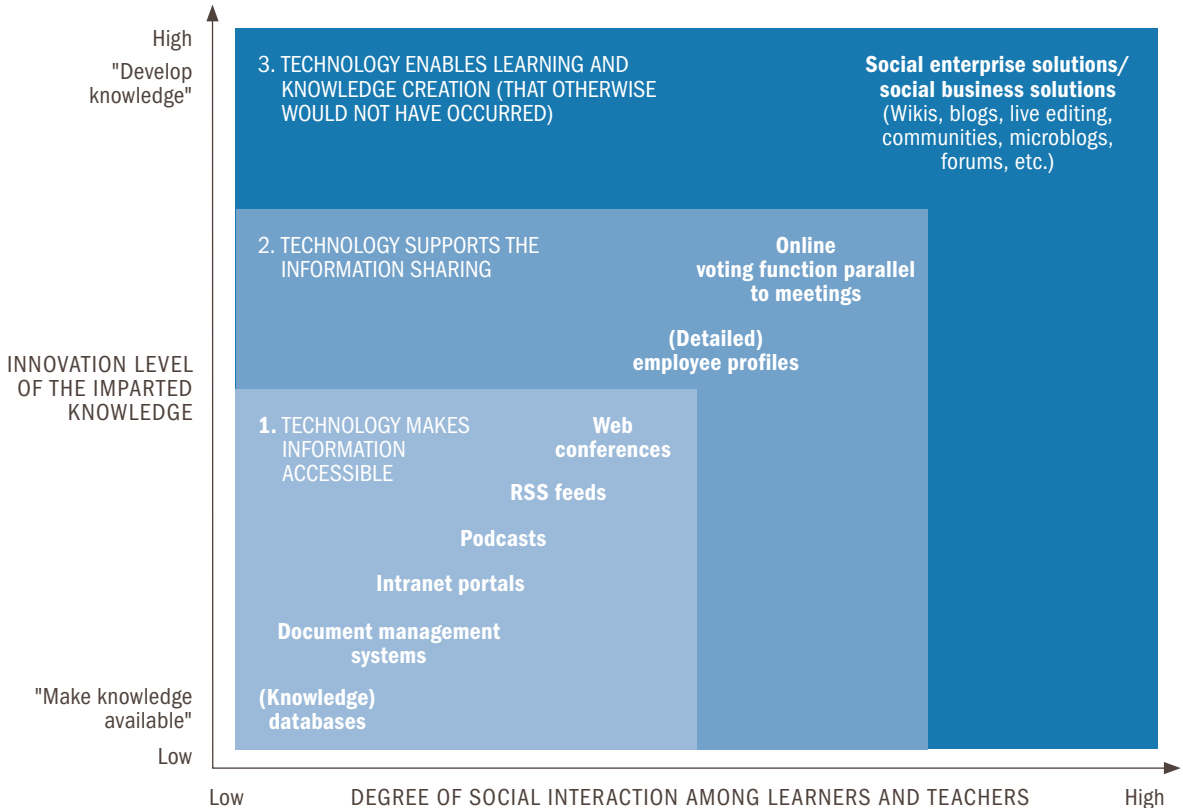 High
"Develop
knowledge"
3. TECHNOLOGY ENABLES LEARNING AND
KNOWLEDGE CREATION (THAT OTHERWISE
WOULD NOT HAVE OCCURRED)
Social enterprise solutions/
social business solutions
(Wikis, blogs, live editing,
communities, microblogs,
forums, etc.)
2. TECHNOLOGY SUPPORTS THE
INFORMATION SHARING
Online
voting function parallel
to meetings
(Detailed)
employee profiles
INNOVATION LEVEL
OF THE IMPARTED
KNOWLEDGE
1. TECHNOLOGY MAKES
INFORMATION
ACCESSIBLE
Web
conferences
RSS feeds
Podcasts
Intranet portals
Document management
systems
(Knowledge)
databases
"Make knowledge
available"
Low
Low
DEGREE OF SOCIAL INTERACTION AMONG LEARNERS AND TEACHERS
High